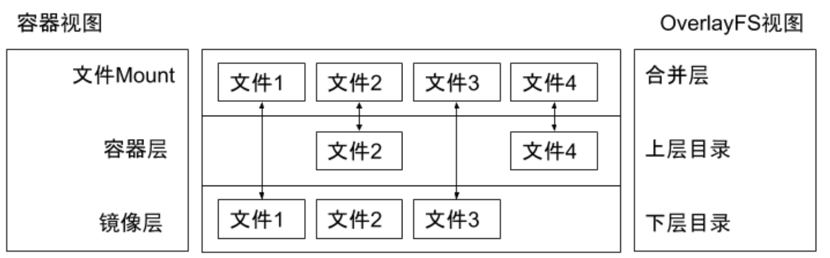 容器视图 OverlayFS视图
文件Mount 文件1 文件2 文件3 文件4 合并层
容器层 文件2 文件4 上层目录
镜像层 文件1 文件2 文件3 下层目录